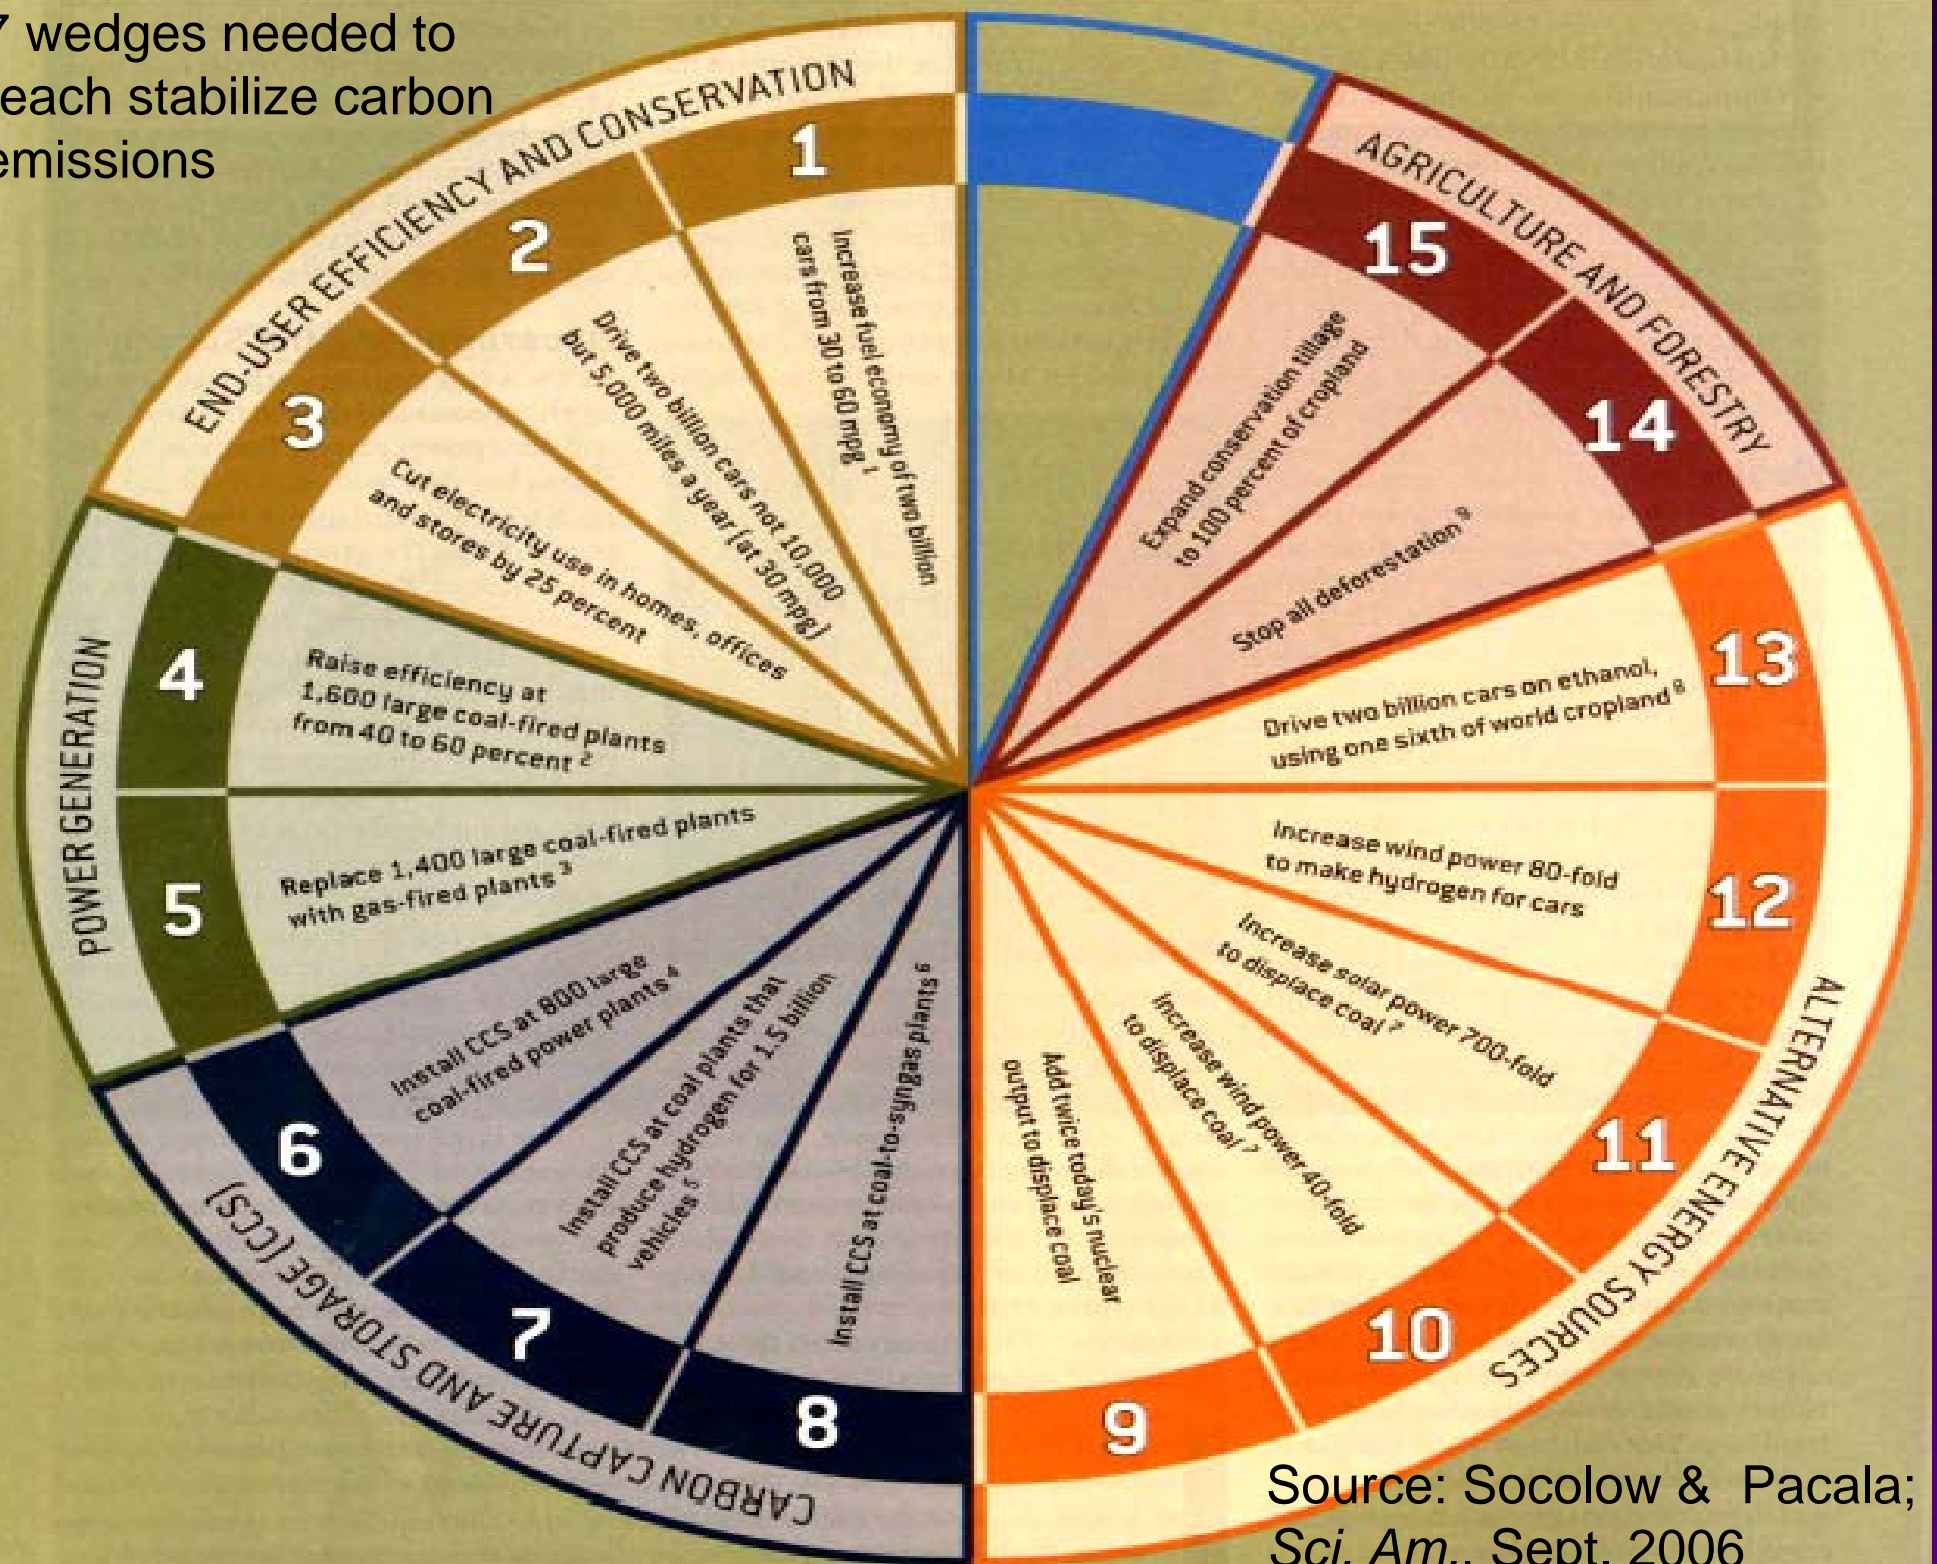 7 wedges needed to
each stabilize carbon
emissions
END-USER EFFICIENCY AND CONSERVATION
1
Increase fuel economy of two billion
cars from 30 to 60 mpg 1
2
Drive two billion cars not 10,000
but 5,000 miles a year (at 30 mpg)
3
Cut electricity use in homes, offices
and stores by 25 percent
POWER GENERATION
4
Raise efficiency at
1,600 large coal-fired plants
from 40 to 60 percent 2
5
Replace 1,400 large coal-fired plants
with gas-fired plants 3
CARBON CAPTURE AND STORAGE (CCS)
6
Install CCS at 800 large
coal-fired power plants 4
7
Install CCS at coal plants that
produce hydrogen for 1.5 billion
vehicles 5
8
Install CCS at coal-to-syngas plants 6
ALTERNATIVE ENERGY SOURCES
9
Add twice today's nuclear
output to displace coal
10
Increase wind power 40-fold
to displace coal 7
11
Increase solar power 700-fold
to displace coal 7
12
Increase wind power 80-fold
to make hydrogen for cars
13
Drive two billion cars on ethanol,
using one sixth of world cropland 8
AGRICULTURE AND FORESTRY
14
Stop all deforestation 9
15
Expand conservation tillage
to 100 percent of cropland
Source: Socolow & Pacala;
Sci. Am., Sept. 2006